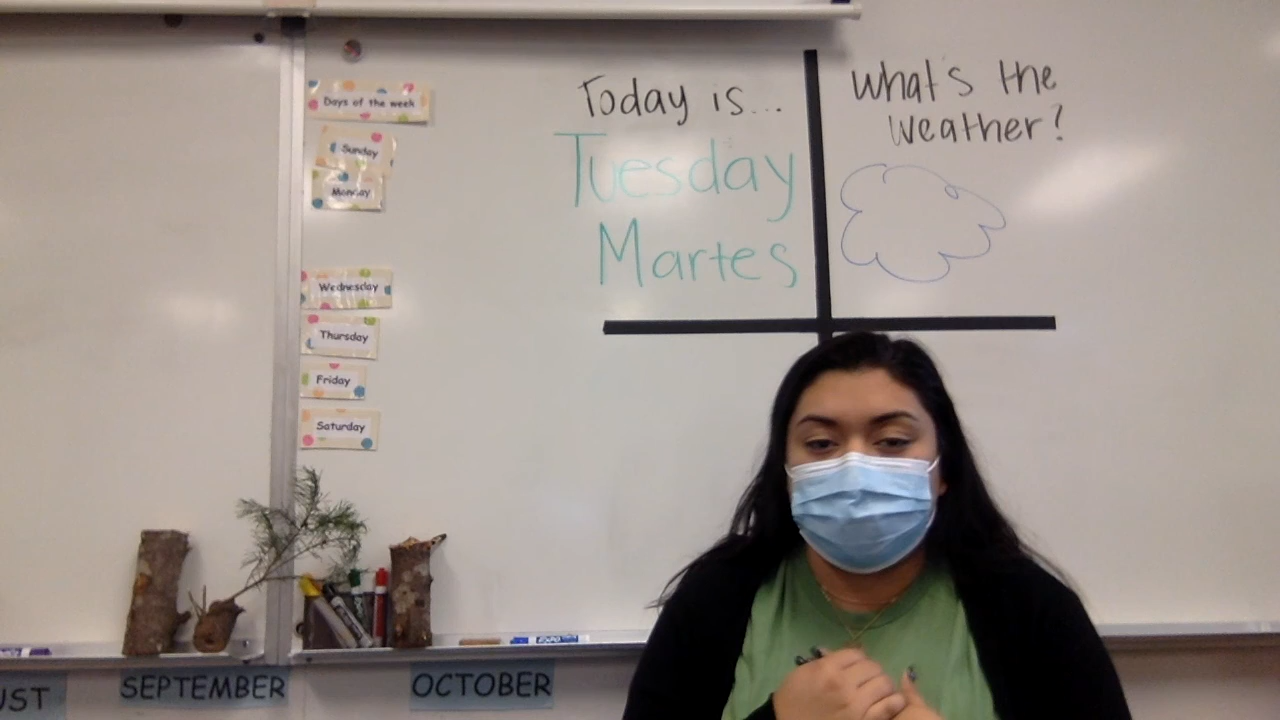 Days of the week
Sunday
Monday
Wednesday
Thursday
Friday
Saturday
Today is...
Tuesday
Martes
What's the
weather?
EXPO
UST
SEPTEMBER
OCTOBER